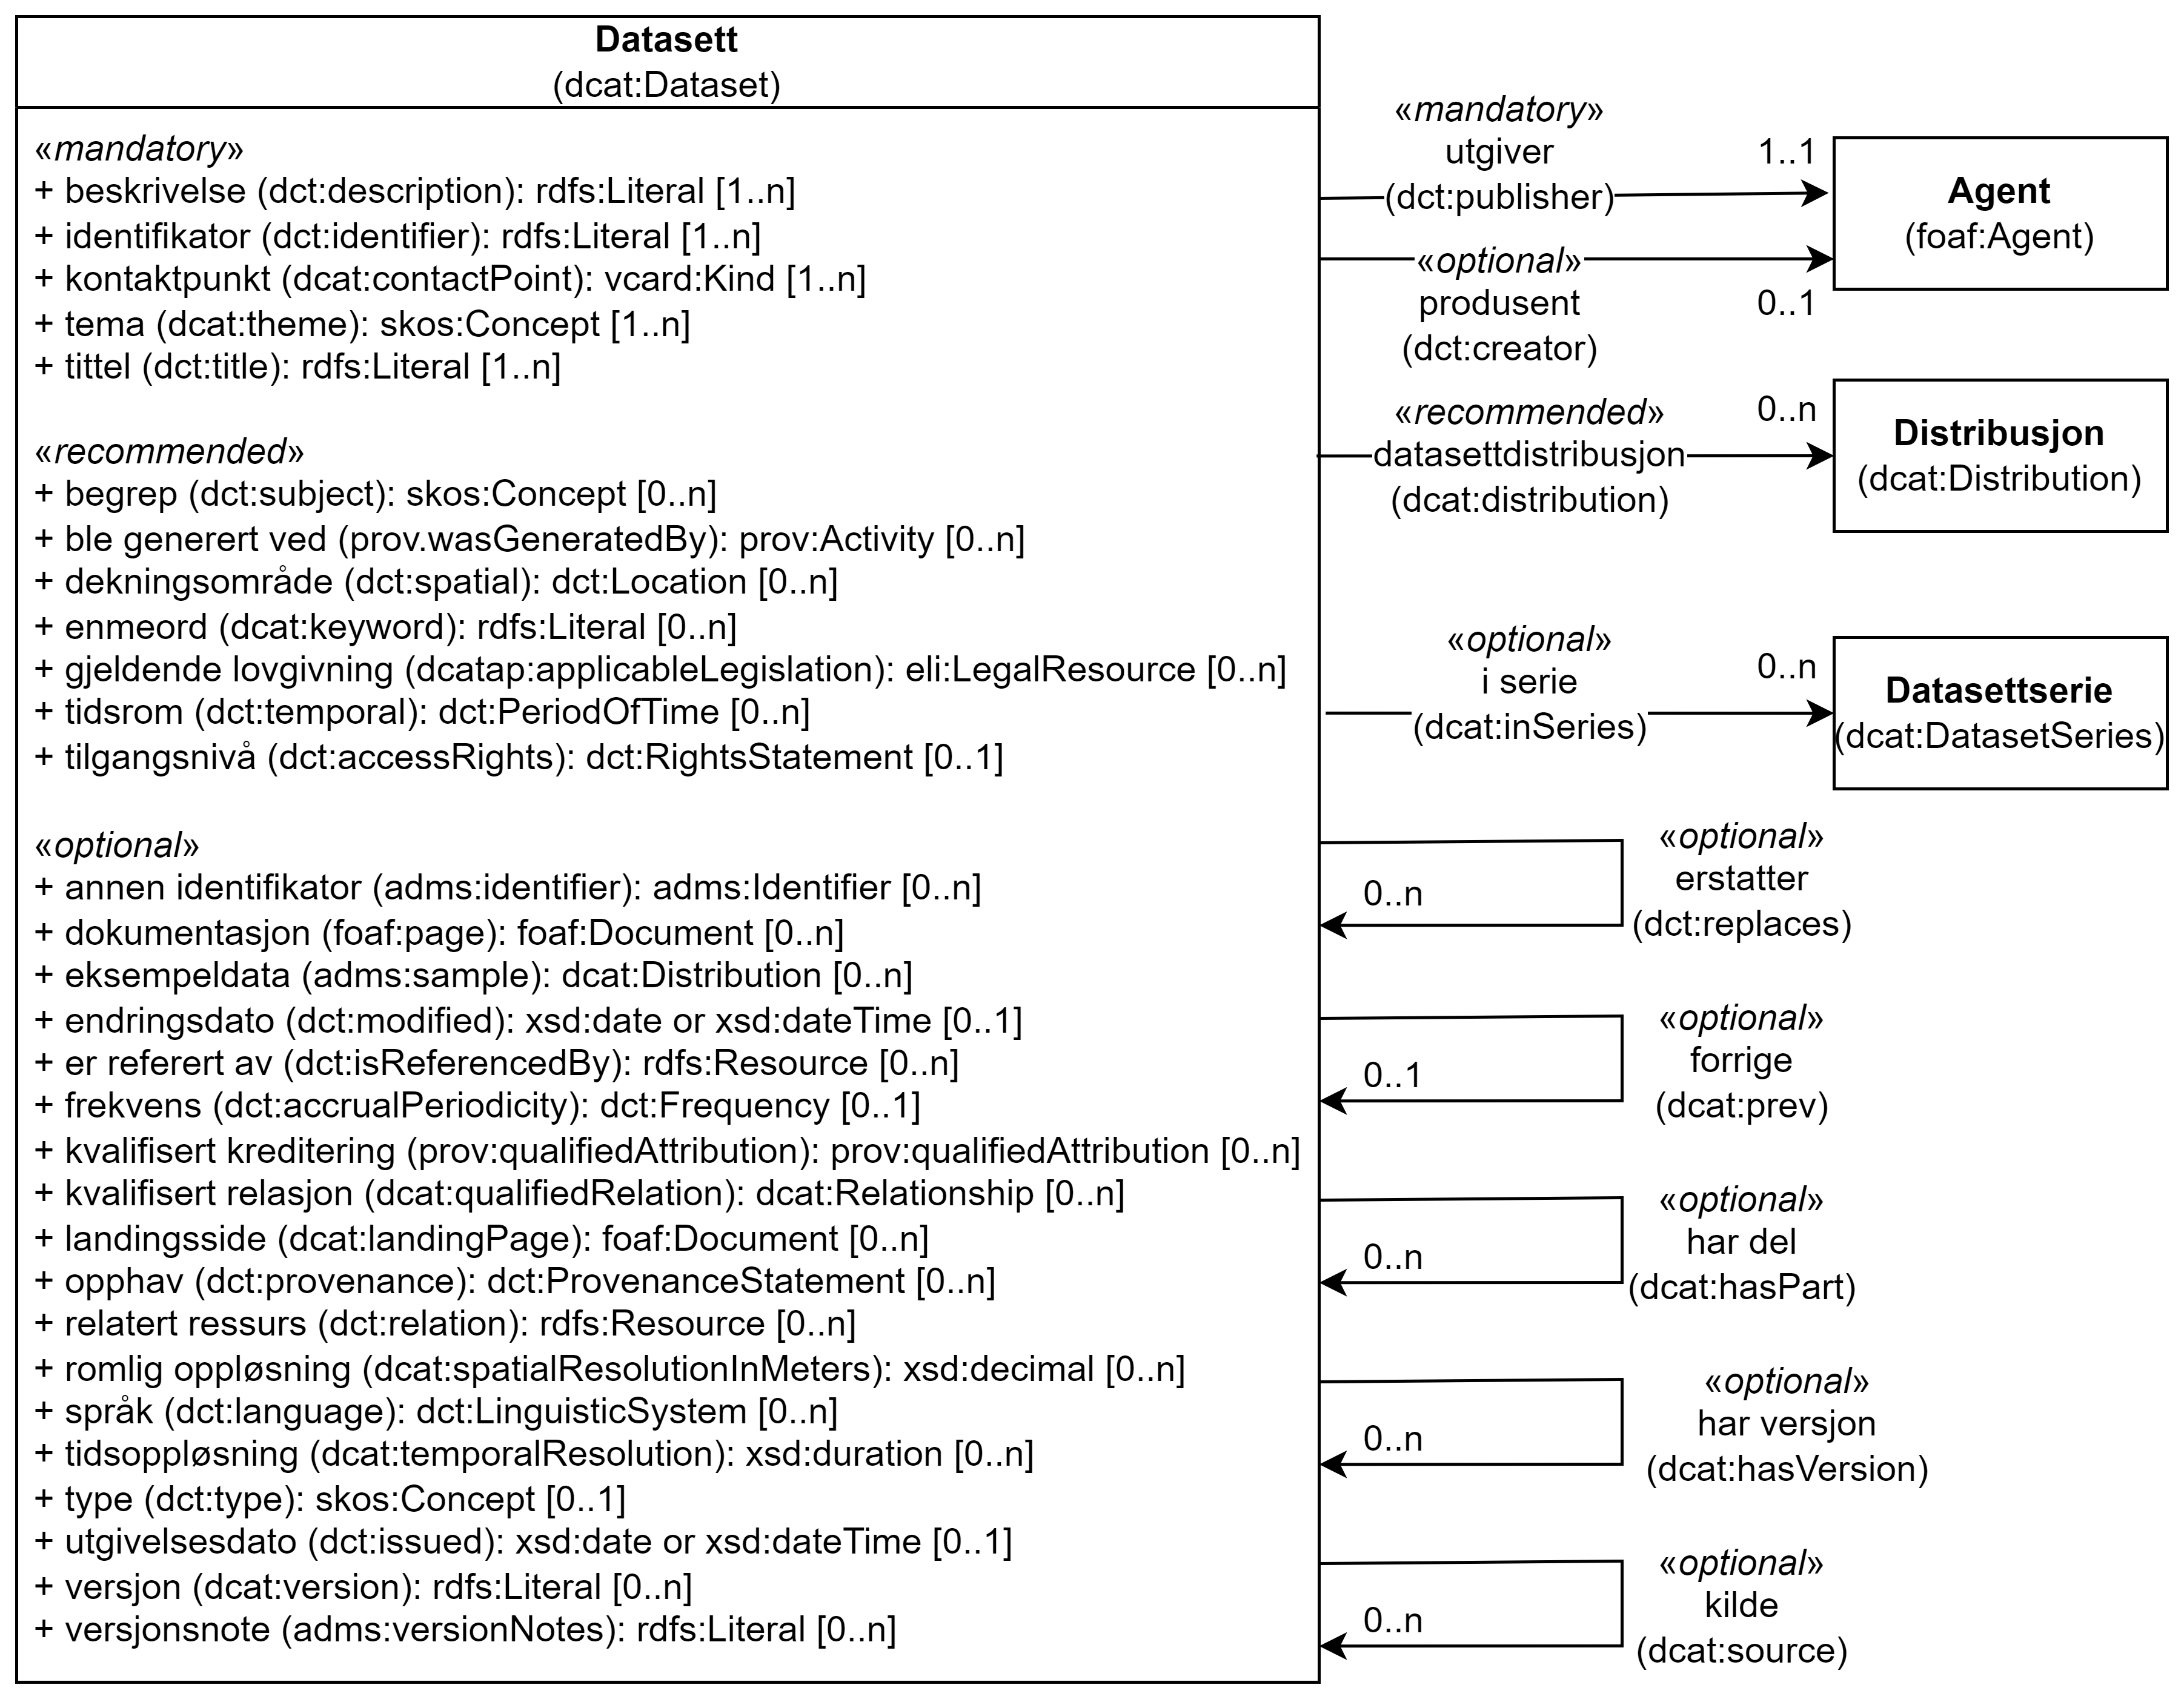 Datasett
(dcat:Dataset)
«mandatory»
+ beskrivelse (dct:description): rdfs:Literal [1..n]
+ identifikator (dct:identifier): rdfs:Literal [1..n]
+ kontaktpunkt (dcat:contactPoint): vcard:Kind [1..n]
+ tema (dcat:theme): skos:Concept [1..n]
+ tittel (dct:title): rdfs:Literal [1..n]
«recommended»
+ begrep (dct:subject): skos:Concept [0..n]
+ ble generert ved (prov.wasGeneratedBy): prov:Activity [0..n]
+ dekningsområde (dct:spatial): dct:Location [0..n]
+ enmeord (dcat:keyword): rdfs:Literal [0..n]
+ gjeldende lovgivning (dcatap:applicableLegislation): eli:LegalResource [0..n]
+ tidsrom (dct:temporal): dct:PeriodOfTime [0..n]
+ tilgangsnivå (dct:accessRights): dct:RightsStatement [0..1]
«optional»
+ annen identifikator (adms:identifier): adms:Identifier [0..n]
+ dokumentasjon (foaf:page): foaf:Document [0..n]
+ eksempeldata (adms:sample): dcat:Distribution [0..n]
+ endringsdato (dct:modified): xsd:date or xsd:dateTime [0..1]
+ er referert av (dct:isReferencedBy): rdfs:Resource [0..n]
+ frekvens (dct:accrualPeriodicity): dct:Frequency [0..1]
+ kvalifisert kreditering (prov:qualifiedAttribution): prov:qualifiedAttribution [0..n]
+ kvalifisert relasjon (dcat:qualifiedRelation): dcat:Relationship [0..n]
+ landingsside (dcat:landingPage): foaf:Document [0..n]
+ opphav (dct:provenance): dct:ProvenanceStatement [0..n]
+ relatert ressurs (dct:relation): rdfs:Resource [0..n]
+ romlig oppløsning (dcat:spatialResolutionInMeters): xsd:decimal [0..n]
+ språk (dct:language): dct:LinguisticSystem [0..n]
+ tidsoppløsning (dcat:temporalResolution): xsd:duration [0..n]
+ type (dct:type): skos:Concept [0..1]
+ utgivelsesdato (dct:issued): xsd:date or xsd:dateTime [0..1]
+ versjon (dcat:version): rdfs:Literal [0..n]
+ versjonsnote (adms:versionNotes): rdfs:Literal [0..n]
«mandatory»
utgiver
(dct:publisher)
1..1
«optional»
produsent
(dct:creator)
0..1
Agent
(foaf:Agent)
«recommended»
datasettdistribusjon
(dcat:distribution)
0..n
Distribusjon
(dcat:Distribution)
«optional»
i serie
(dcat:inSeries)
0..n
Datasettserie
(dcat:DatasetSeries)
«optional»
erstatter
(dct:replaces)
0..n
«optional»
forrige
(dcat:prev)
0..1
«optional»
har del
(dcat:hasPart)
0..n
«optional»
har versjon
(dcat:hasVersion)
0..n
«optional»
kilde
(dcat:source)
0..n